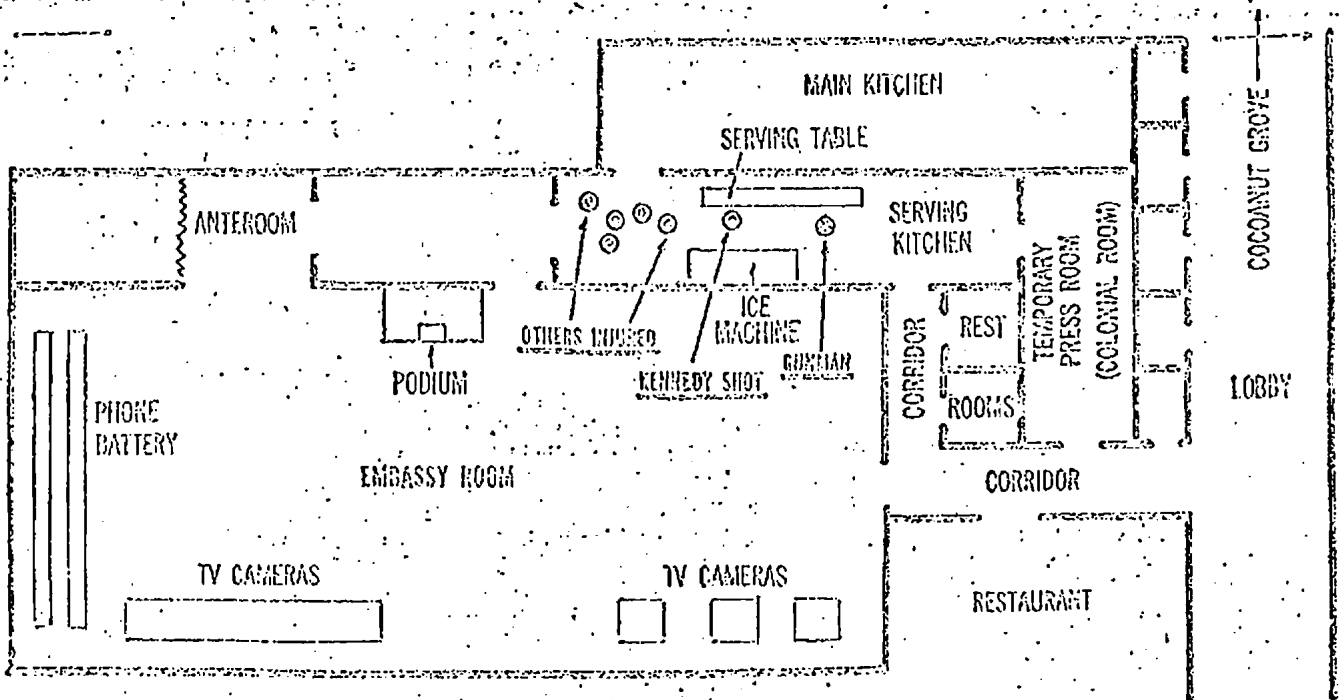 MAIN KITCHEN
SERVING TABLE
ANTEROOM
SERVING
KITCHEN
TEMPORARY
PRESS ROOM
(COLONIAL ROOM)
COCOANUT GROVE
OTHERS INJURED
ICE
MACHINE
KENNEDY SHOT
GUNMAN
PODIUM
CORRIDOR
REST
ROOMS
LOBBY
PHONE
BATTERY
EMBASSY ROOM
CORRIDOR
TV CAMERAS
TV CAMERAS
RESTAURANT